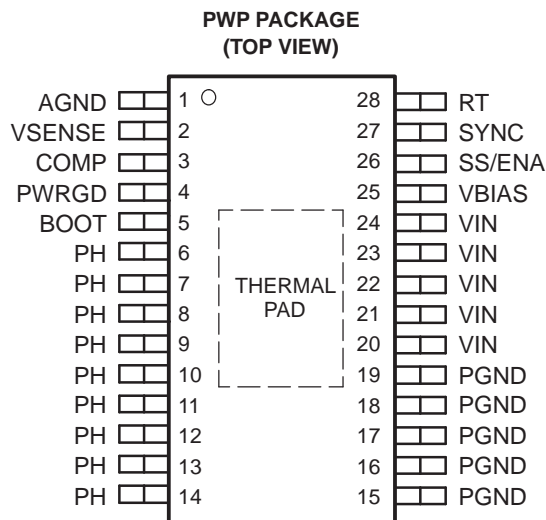 PWP PACKAGE
(TOP VIEW)
AGND 1 28 RT
VSENSE 2 27 SYNC
COMP 3 26 SS/ENA
PWRGD 4 25 VBIAS
BOOT 5 24 VIN
PH 6 23 VIN
PH 7 22 VIN
PH 8 21 VIN
PH 9 20 VIN
PH 10 19 PGND
PH 11 18 PGND
PH 12 17 PGND
PH 13 16 PGND
PH 14 15 PGND
THERMAL
PAD